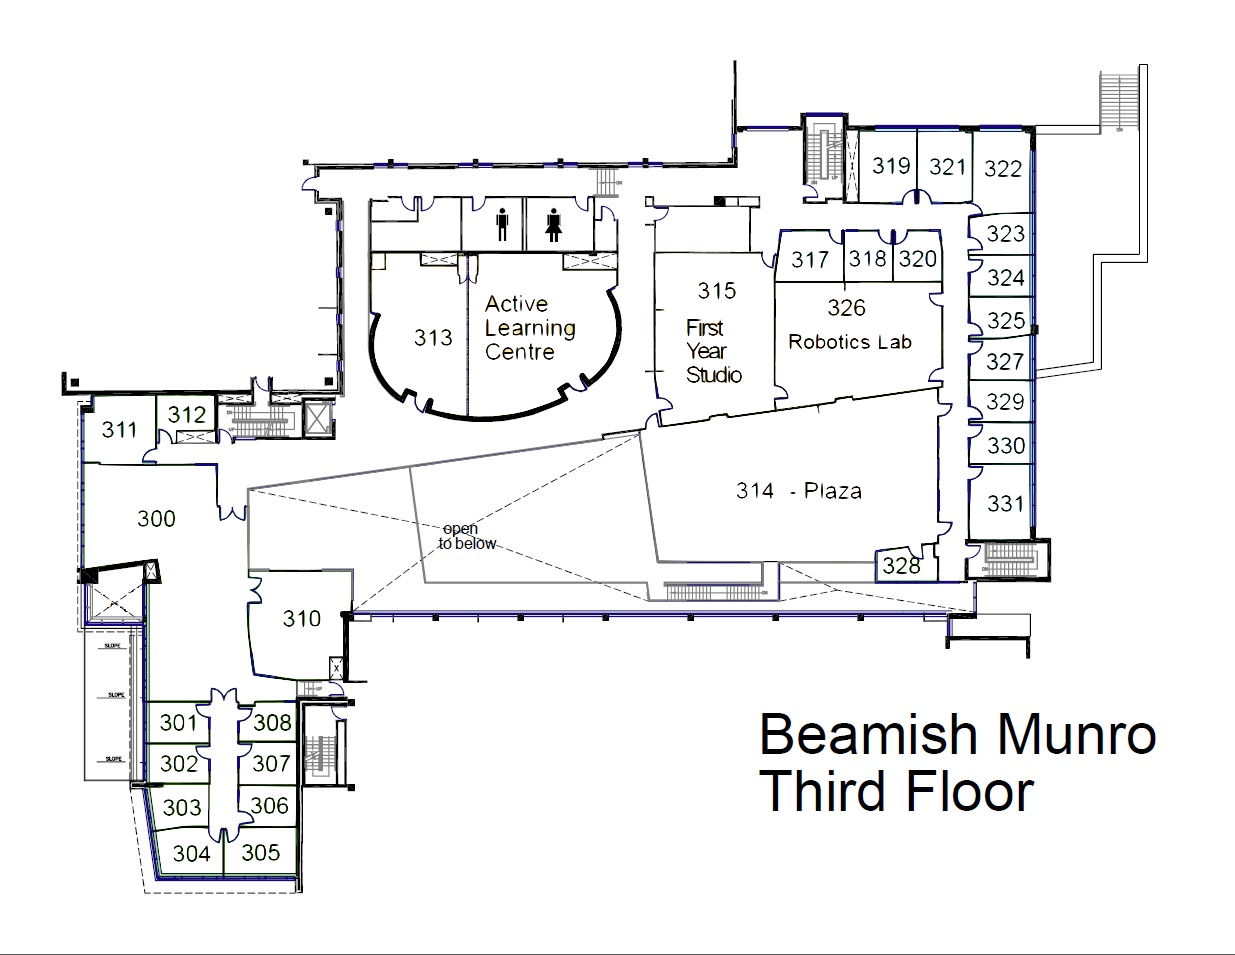 319
321
322
323
317
318
320
324
315
First
Year
Studio
326
Robotics Lab
Active
Learning
Centre
313
325
327
329
330
331
311
312
300
314 - Plaza
open
to below
328
310
SLOPE
SLOPE
SLOPE
301
308
302
307
303
306
304
305
Beamish Munro
Third Floor